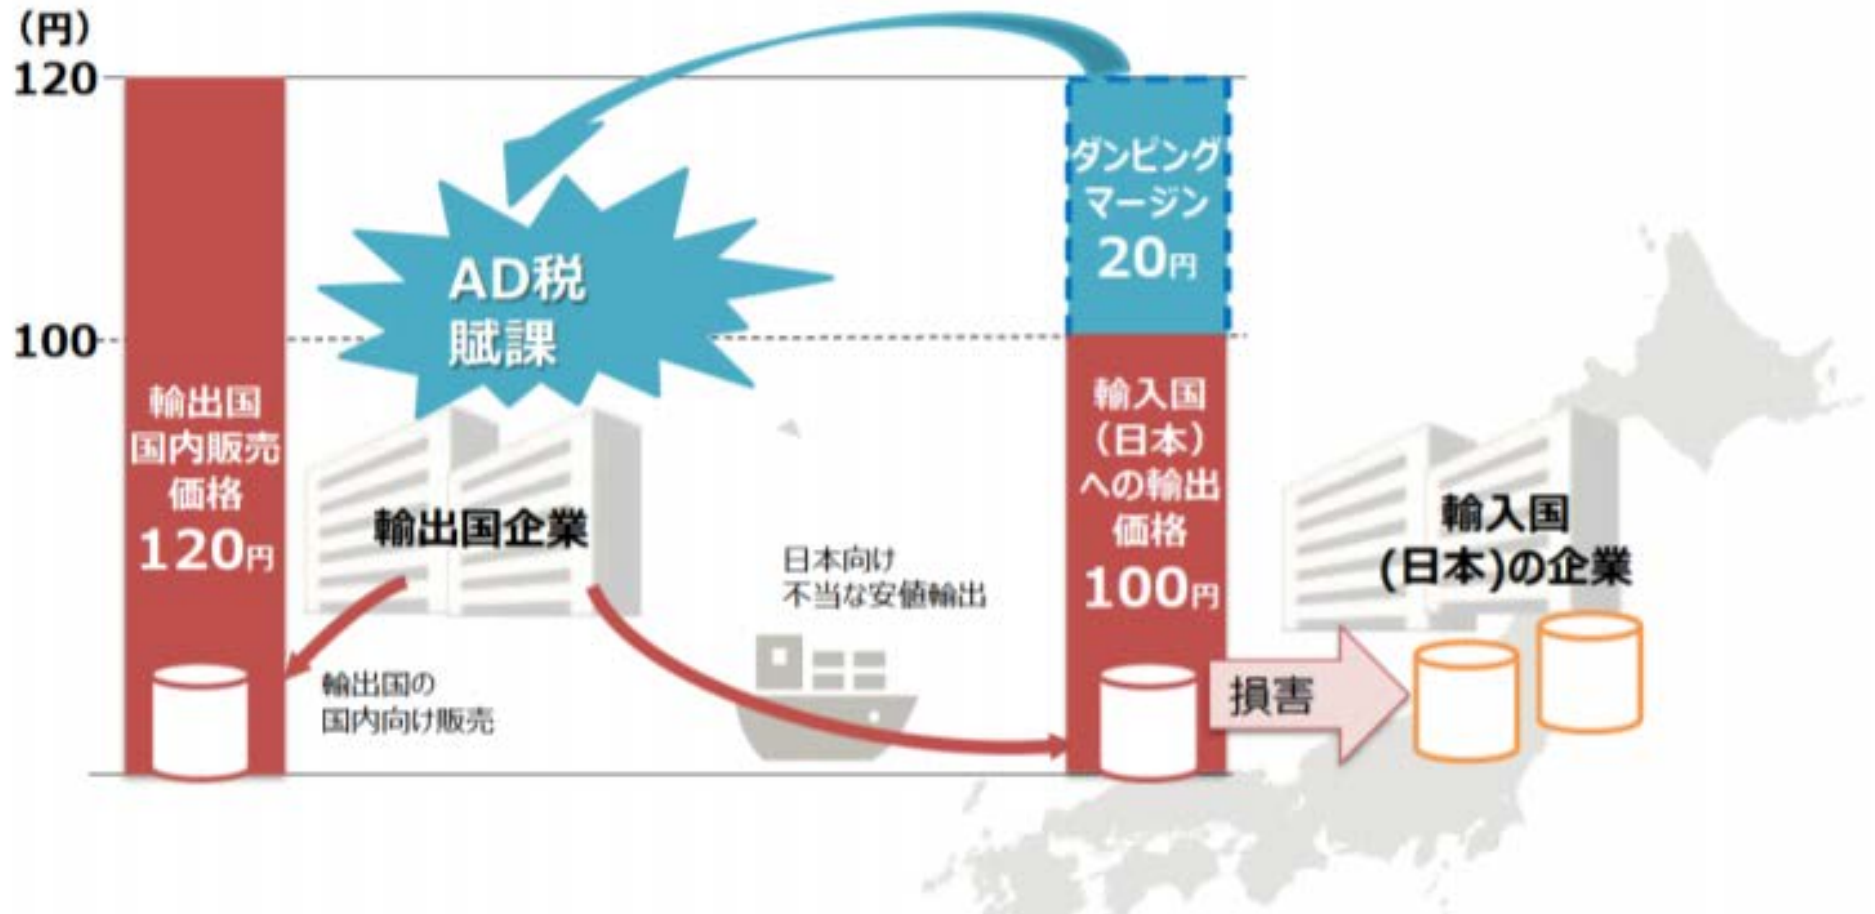 （円）
120
100
輸出国
国内販売
価格
120円
AD税
賦課
輸出国企業
輸出国の
国内向け販売
日本向け
不当な安値輸出
ダンピング
マージン
20円
輸入国
（日本）
への輸出
価格
100円
損害
輸入国
(日本)の企業